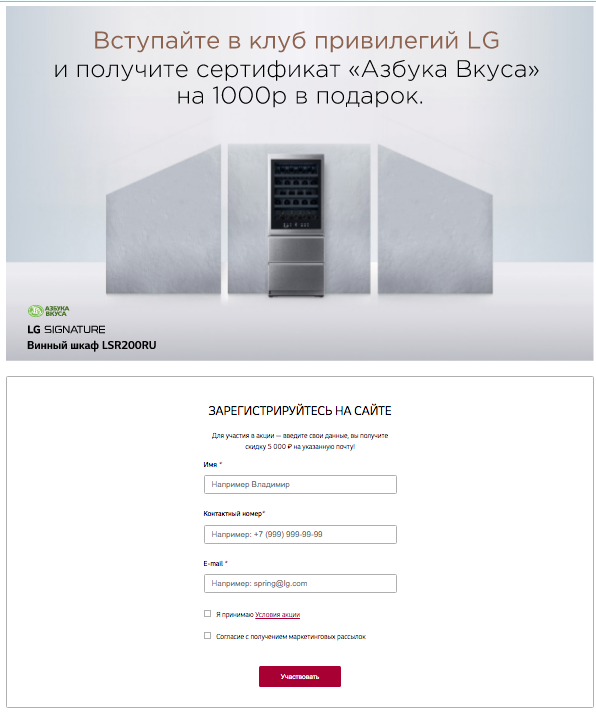 Вступайте в клуб привилегий LG
и получите сертификат «Азбука Вкуса»
на 1000р в подарок.
АЗБУКА
ВКУСА
LG SIGNATURE
Винный шкаф LSR200RU
ЗАРЕГИСТРИРУЙТЕСЬ НА САЙТЕ
Для участия в акции — введите свои данные, вы получите
скидку 5 000 ₽ на указанную почту!
Имя *
Например Владимир
Контактный номер*
Например: +7 (999) 999-99-99
E-mail *
Например: spring@lg.com
Я принимаю Условия акции
Согласие с получением маркетинговых рассылок
Участвовать